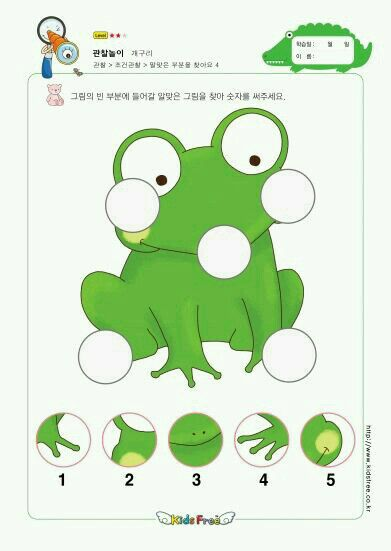 Level ★★
관찰놀이 개구리
관찰 > 조건관찰 > 알맞은 부분을 찾아요 4
학습일 : 월 일
이 름 :
그림의 빈 부분에 들어갈 알맞은 그림을 찾아 숫자를 써주세요.
1 2 3 4 5
http://www.kidsfree.co.kr
Kids Free